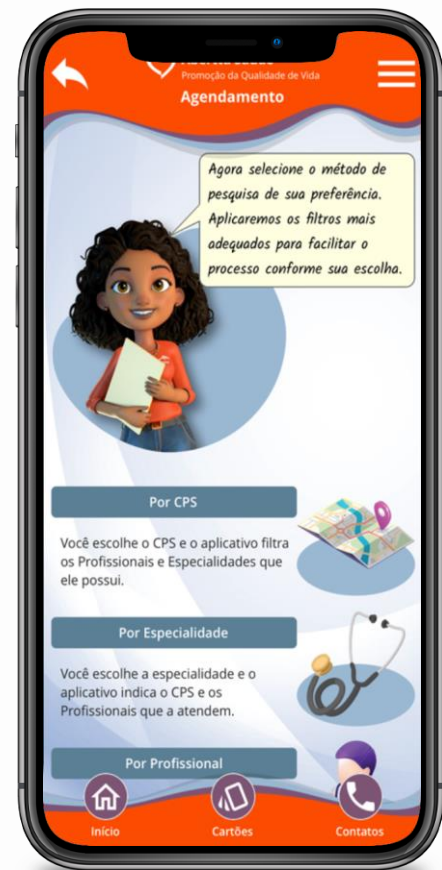 Promoção da Qualidade de Vida
Agendamento
Agora selecione o método de
pesquisa de sua preferência.
Aplicaremos os filtros mais
adequados para facilitar o
processo conforme sua escolha.
Por CPS
Você escolhe o CPS e o aplicativo filtra
os Profissionais e Especialidades que
ele possui.
Por Especialidade
Você escolhe a especialidade e o
aplicativo indica o CPS e os
Profissionais que a atendem.
Por Profissional
Início
Cartões
Contatos